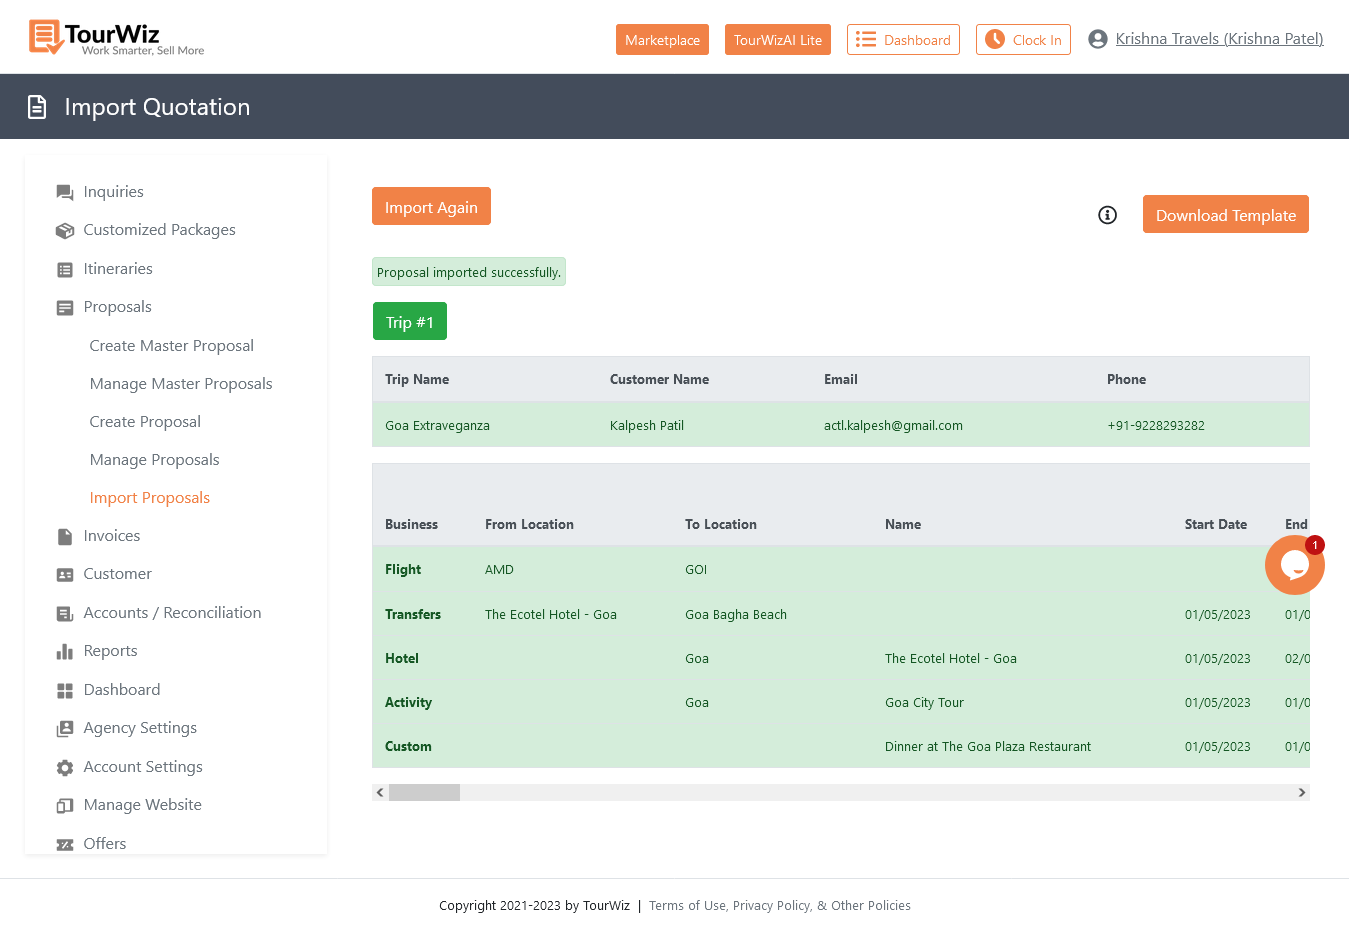 TourWiz
Work Smarter, Sell More
Marketplace
TourWizAI Lite
Dashboard
Clock In
Krishna Travels (Krishna Patel)
Import Quotation
Inquiries
Customized Packages
Itineraries
Proposals
Create Master Proposal
Manage Master Proposals
Create Proposal
Manage Proposals
Import Proposals
Invoices
Customer
Accounts / Reconciliation
Reports
Dashboard
Agency Settings
Account Settings
Manage Website
Offers
Import Again
Download Template
Proposal imported successfully.
Trip #1
Trip Name Customer Name Email Phone
Goa Extraveganza Kalpesh Patil actl.kalpesh@gmail.com +91-9228293282
Business From Location To Location Name Start Date End
Flight AMD GOI
Transfers The Ecotel Hotel - Goa Goa Bagha Beach 01/05/2023 01/0
Hotel Goa The Ecotel Hotel - Goa 01/05/2023 02/0
Activity Goa Goa City Tour 01/05/2023 01/0
Custom Dinner at The Goa Plaza Restaurant 01/05/2023 01/0
1
Copyright 2021-2023 by TourWiz | Terms of Use, Privacy Policy, & Other Policies